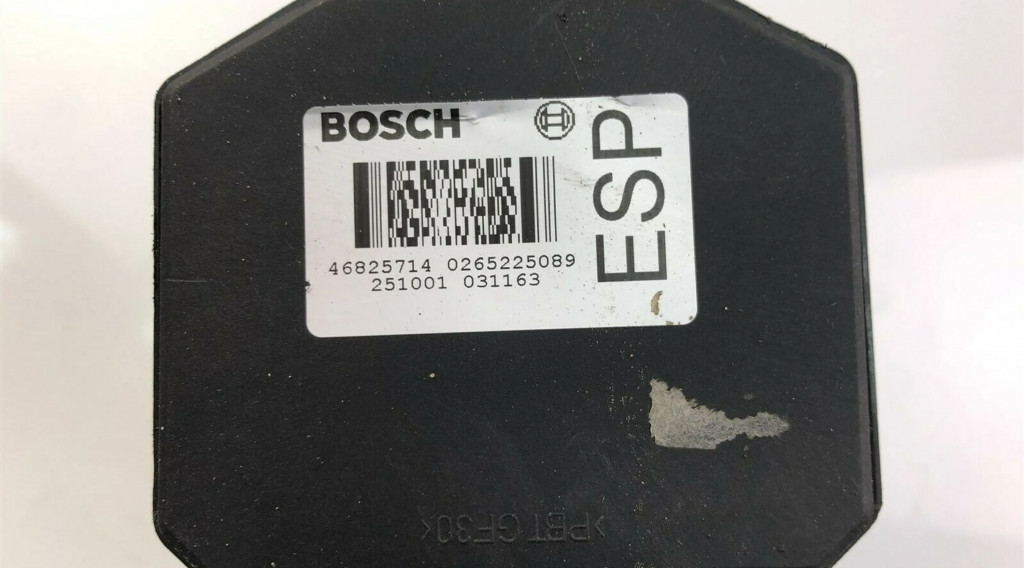 BOSCH
ESP
46825714 0265225089
251001 031163
>PBT GF30<